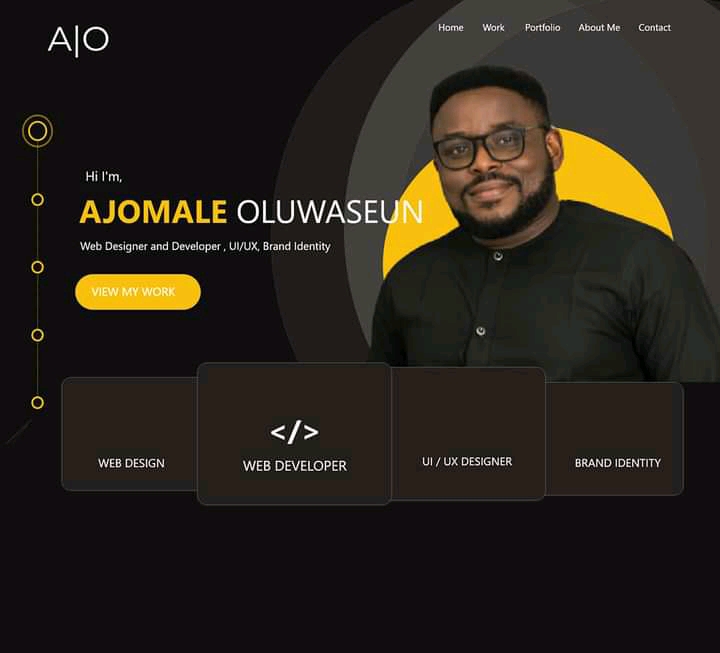 A|O
Home Work Portfolio About Me Contact
Hi I'm,
AJOMALE OLUWASEUN
Web Designer and Developer , UI/UX, Brand Identity
VIEW MY WORK
</>
WEB DESIGN
WEB DEVELOPER
UI / UX DESIGNER
BRAND IDENTITY